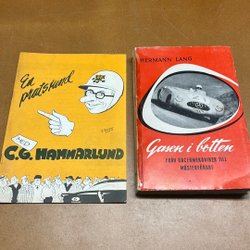 En
pratstund
MED
C.G. HAMMARLUND
HERMANN LANG
Gasen i botten
FRÅN RACERMEKANIKER TILL
MÄSTERFÖRARE